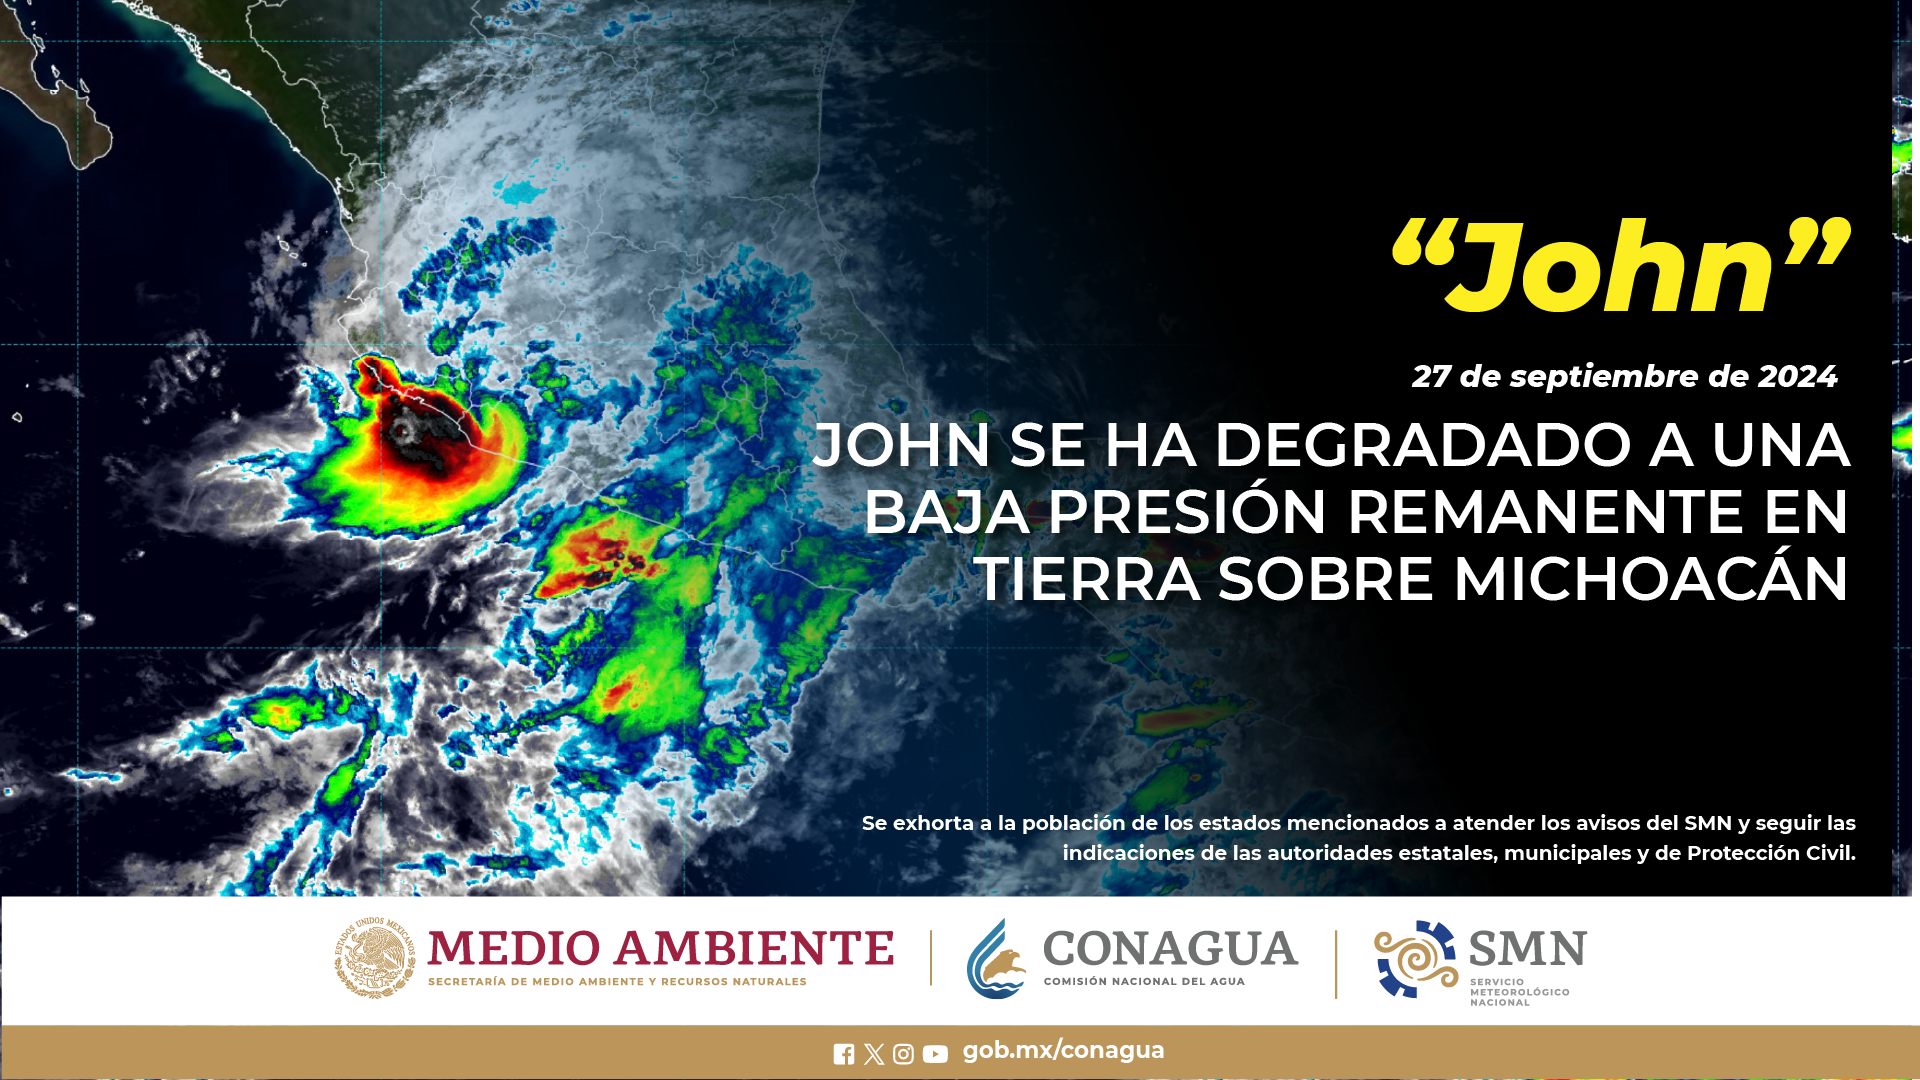 “John”
27 de septiembre de 2024
JOHN SE HA DEGRADADO A UNA
BAJA PRESIÓN REMANENTE EN
TIERRA SOBRE MICHOACÁN
Se exhorta a la población de los estados mencionados a atender los avisos del SMN y seguir las
indicaciones de las autoridades estatales, municipales y de Protección Civil.
ESTADOS UNIDOS MEXICANOS
MEDIO AMBIENTE
SECRETARÍA DE MEDIO AMBIENTE Y RECURSOS NATURALES
CONAGUA
COMISIÓN NACIONAL DEL AGUA
SMN
SERVICIO
METEOROLÓGICO
NACIONAL
gob.mx/conagua